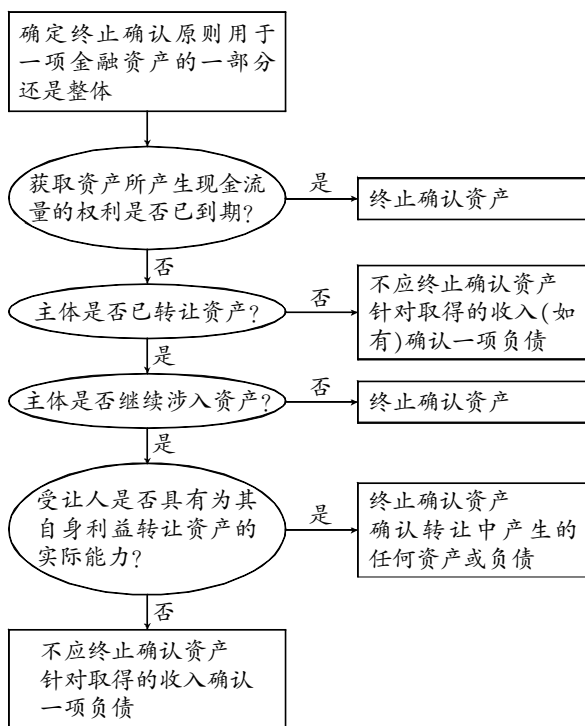 确定终止确认原则用于
一项金融资产的一部分
还是整体
获取资产所产生现金流
量的权利是否已到期?
是
终止确认资产
否
主体是否已转让资产?
否
不应终止确认资产
针对取得的收入(如
有)确认一项负债
是
主体是否继续涉入资产?
否
终止确认资产
是
受让人是否具有为其
自身利益转让资产的
实际能力?
是
终止确认资产
确认转让中产生的
任何资产或负债
否
不应终止确认资产
针对取得的收入确认
一项负债